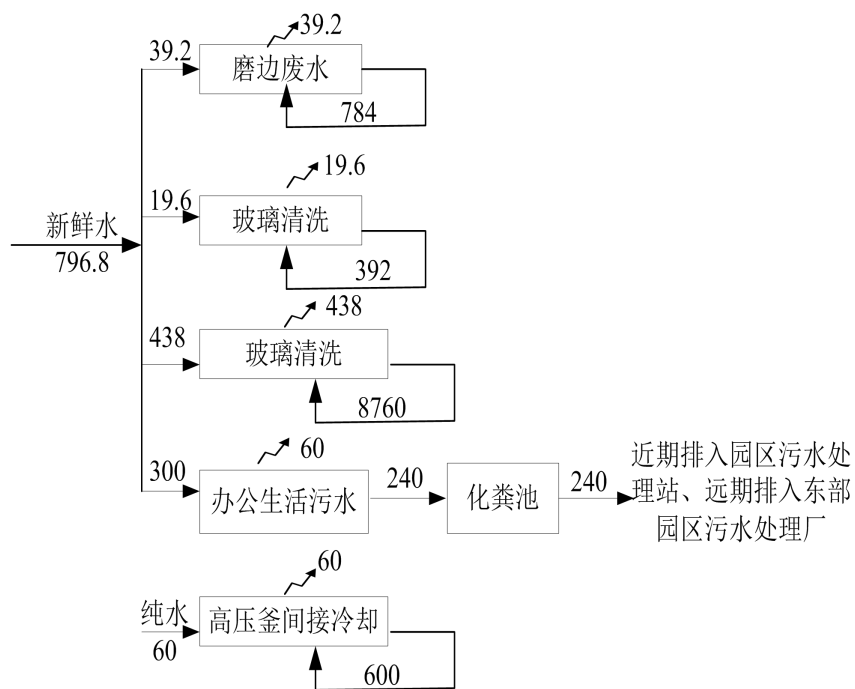 39.2
39.2
磨边废水
784
19.6
19.6
玻璃清洗
392
新鲜水
796.8
438
438
玻璃清洗
8760
60
300
办公生活污水
240
化粪池
240
近期排入园区污水处
理站、远期排入东部
园区污水处理厂
60
纯水
60
高压釜间接冷却
600